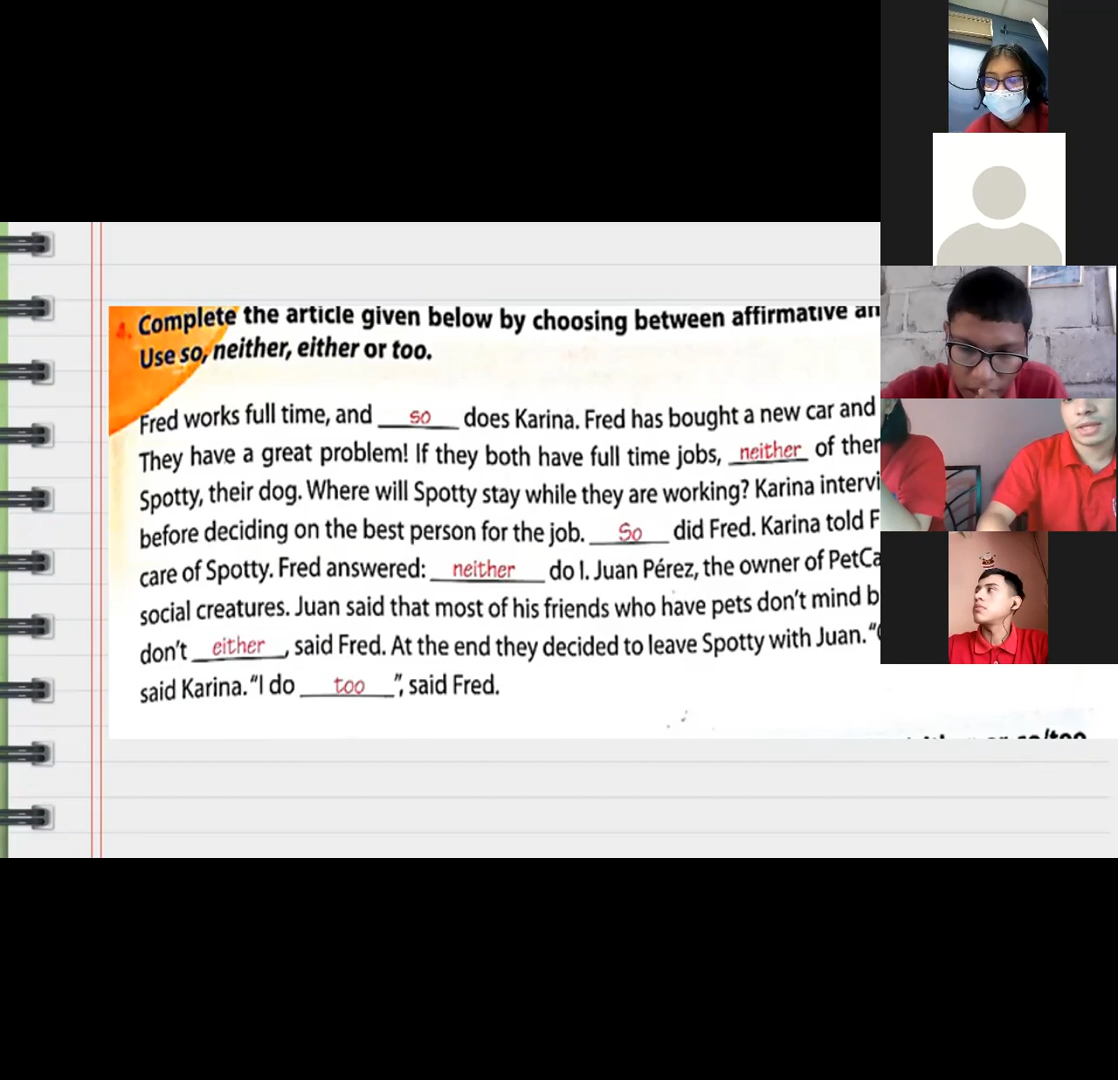 4. Complete the article given below by choosing between affirmative an
Use so, neither, either or too.
Fred works full time, and so does Karina. Fred has bought a new car and
They have a great problem! If they both have full time jobs, neither of
Spotty, their dog. Where will Spotty stay while they are working? Karina
before deciding on the best person for the job. So did Fred. Karina told
care of Spotty. Fred answered: neither do I. Juan Pérez, the owner of
social creatures. Juan said that most of his friends who have pets don't mind
don't either, said Fred. At the end they decided to leave Spotty with Juan. "
said Karina. "I do too", said Fred.
so/too